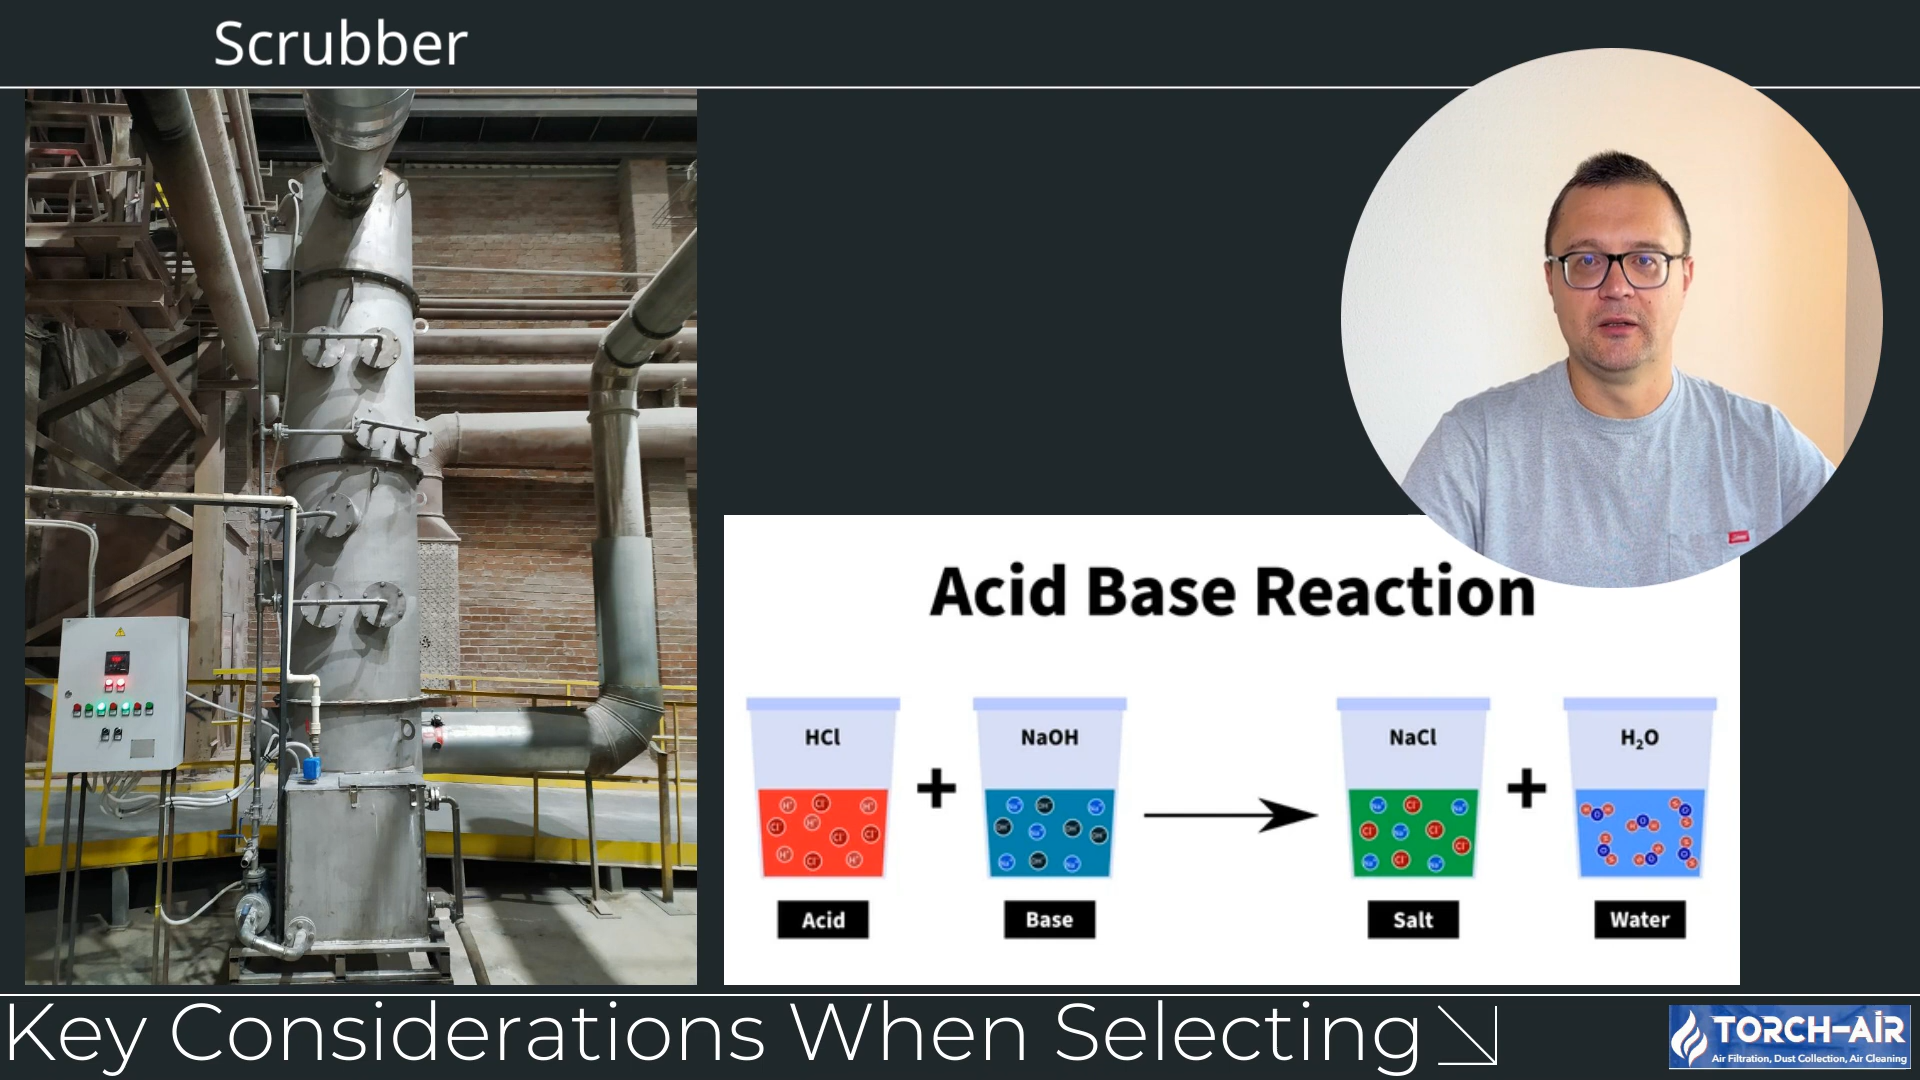 Scrubber
Acid Base Reaction
HCl
NaOH
NaCl
H₂O
Acid
Base
Salt
Water
Key Considerations When Selecting
TORCH-AIR
Air Filtration, Dust Collection, Air Cleaning